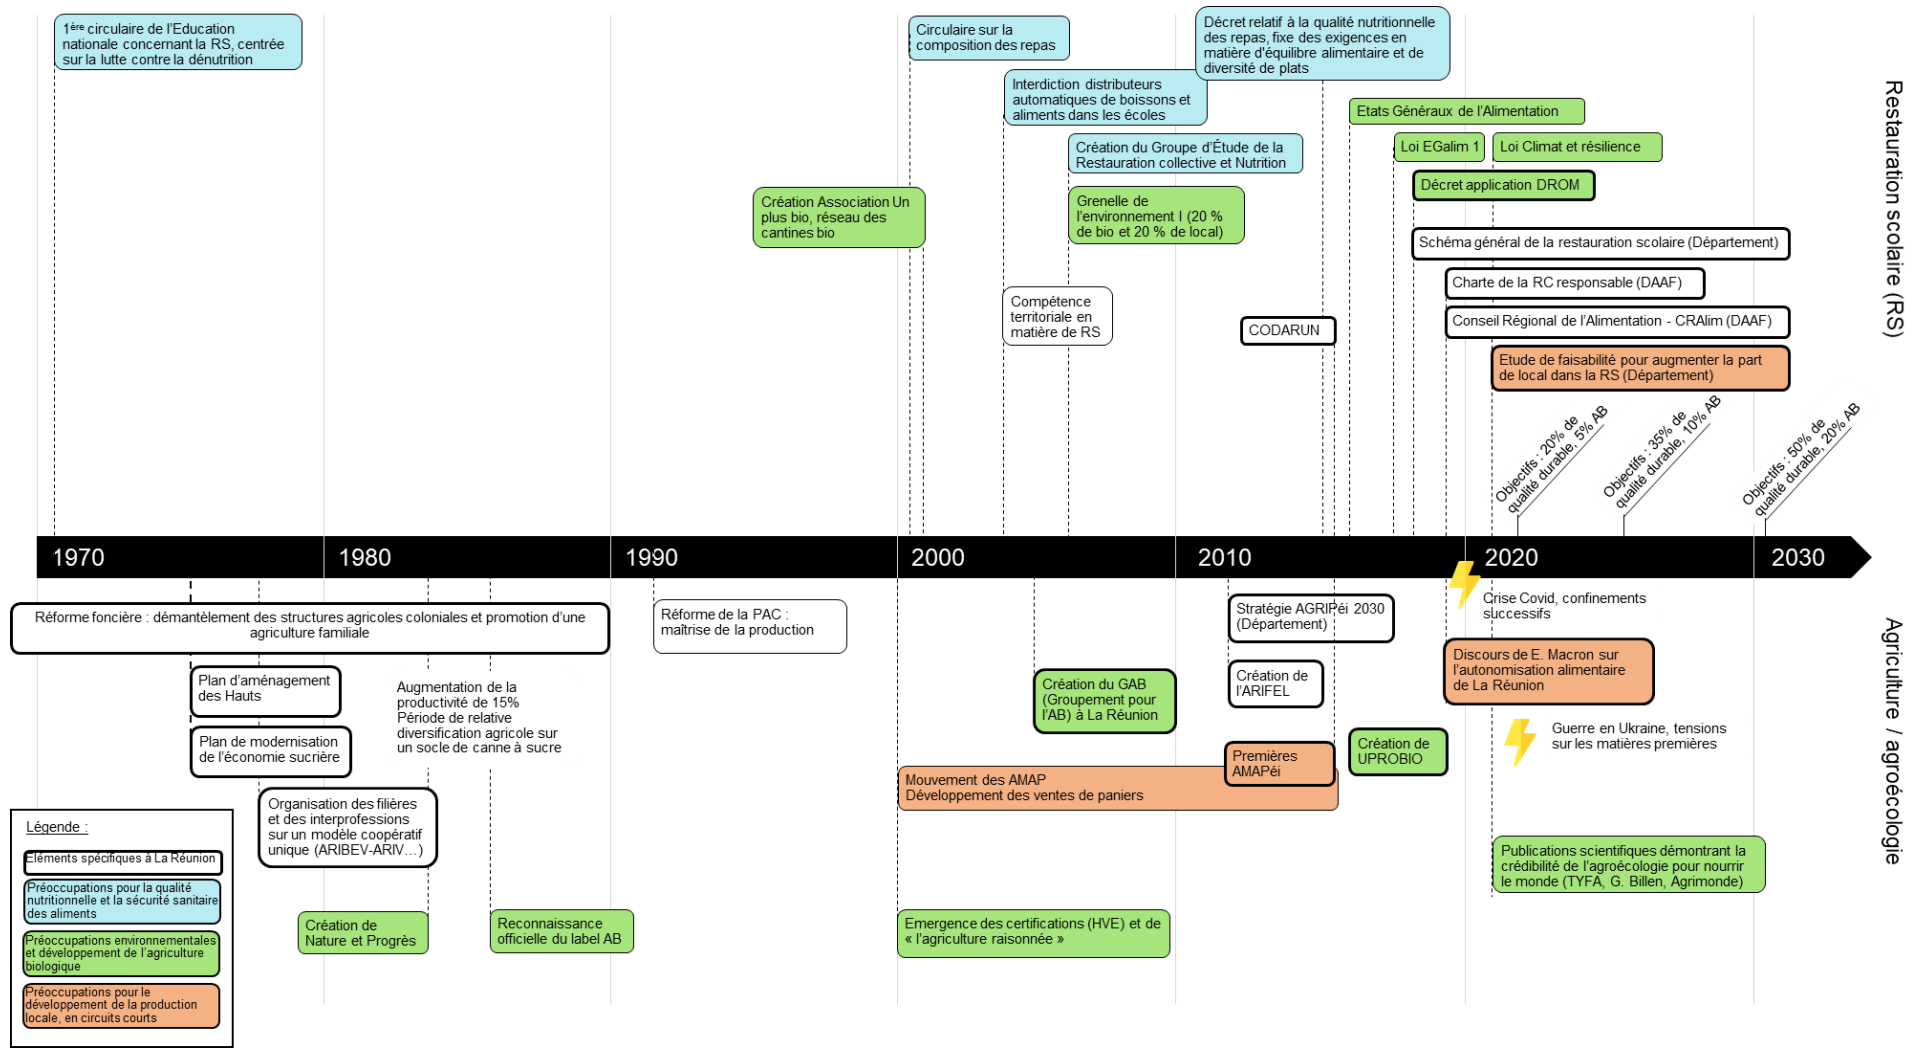 1ère circulaire de l'Education
nationale concernant la RS, centrée
sur la lutte contre la dénutrition
Circulaire sur la
composition des repas
Décret relatif à la qualité nutritionnelle
des repas, fixe des exigences en
matière d'équilibre alimentaire et de
diversité de plats
Interdiction distributeurs
automatiques de boissons et
aliments dans les écoles
Etats Généraux de l'Alimentation
Création du Groupe d'Étude de la
Restauration collective et Nutrition
Loi EGalim 1
Loi Climat et résilience
Décret application DROM
Création Association Un
plus bio, réseau des
cantines bio
Grenelle de
l'environnement I (20 %
de bio et 20 % de local)
Schéma général de la restauration scolaire (Département)
Charte de la RC responsable (DAAF)
Compétence
territoriale en
matière de RS
CODARUN
Conseil Régional de l'Alimentation - CRAlim (DAAF)
Etude de faisabilité pour augmenter la part
de local dans la RS (Département)
Objectifs : 20% de
qualité durable, 5% AB
Objectifs : 35% de
qualité durable, 10% AB
Objectifs : 50% de
qualité durable, 20% AB
Restauration scolaire (RS)
1970
1980
1990
2000
2010
2020
2030
Réforme foncière : démantèlement des structures agricoles coloniales et promotion d'une
agriculture familiale
Réforme de la PAC :
maîtrise de la production
Stratégie AGRIPéi 2030
(Département)
Crise Covid, confinements
successifs
Plan d'aménagement
des Hauts
Augmentation de la
productivité de 15%
Période de relative
diversification agricole sur
un socle de canne à sucre
Création du GAB
(Groupement pour
l'AB) à La Réunion
Création de
l'ARIFEL
Discours de E. Macron sur
l'autonomisation alimentaire
de La Réunion
Plan de modernisation
de l'économie sucrière
Premières
AMAPéi
Création de
UPROBIO
Guerre en Ukraine, tensions
sur les matières premières
Mouvement des AMAP
Développement des ventes de paniers
Organisation des filières
et des interprofessions
sur un modèle coopératif
unique (ARIBEV-ARIV…)
Publications scientifiques démontrant la
crédibilité de l'agroécologie pour nourrir
le monde (TYFA, G. Billen, Agrimonde)
Création de
Nature et Progrès
Reconnaissance
officielle du label AB
Emergence des certifications (HVE) et de
« l'agriculture raisonnée »
Agriculture / agroécologie
Légende :
Eléments spécifiques à La Réunion
Préoccupations pour la qualité
nutritionnelle et la sécurité sanitaire
des aliments
Préoccupations environnementales
et développement de l'agriculture
biologique
Préoccupations pour le
développement de la production
locale, en circuits courts